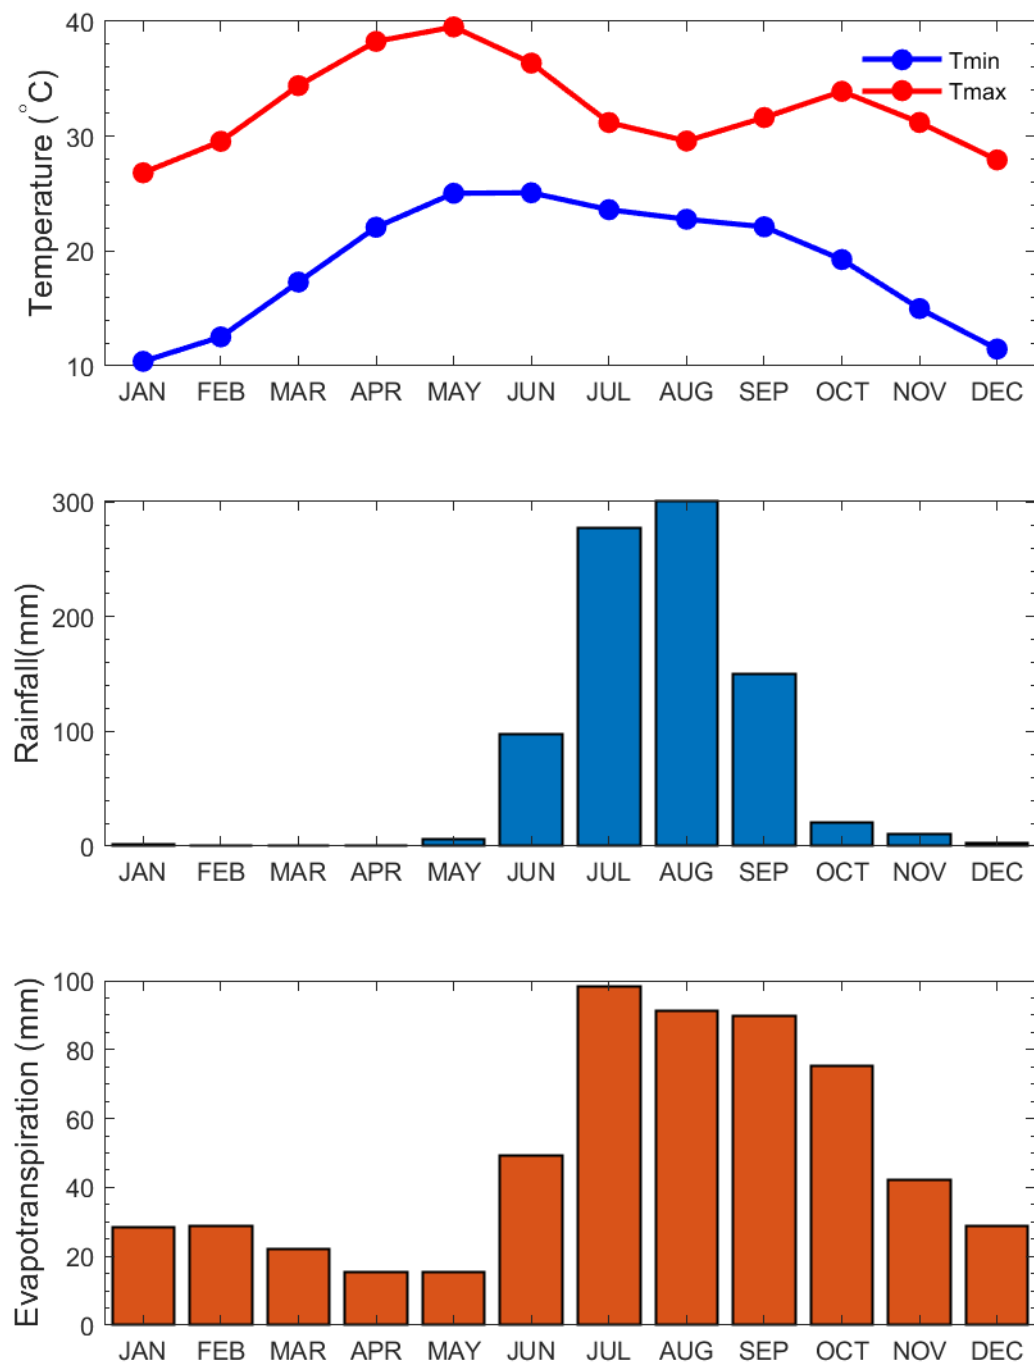 40
30
20
10
Temperature (°C)
Tmin
Tmax
JAN FEB MAR APR MAY JUN JUL AUG SEP OCT NOV DEC
300
200
100
0
Rainfall(mm)
JAN FEB MAR APR MAY JUN JUL AUG SEP OCT NOV DEC
100
80
60
40
20
0
Evapotranspiration (mm)
JAN FEB MAR APR MAY JUN JUL AUG SEP OCT NOV DEC